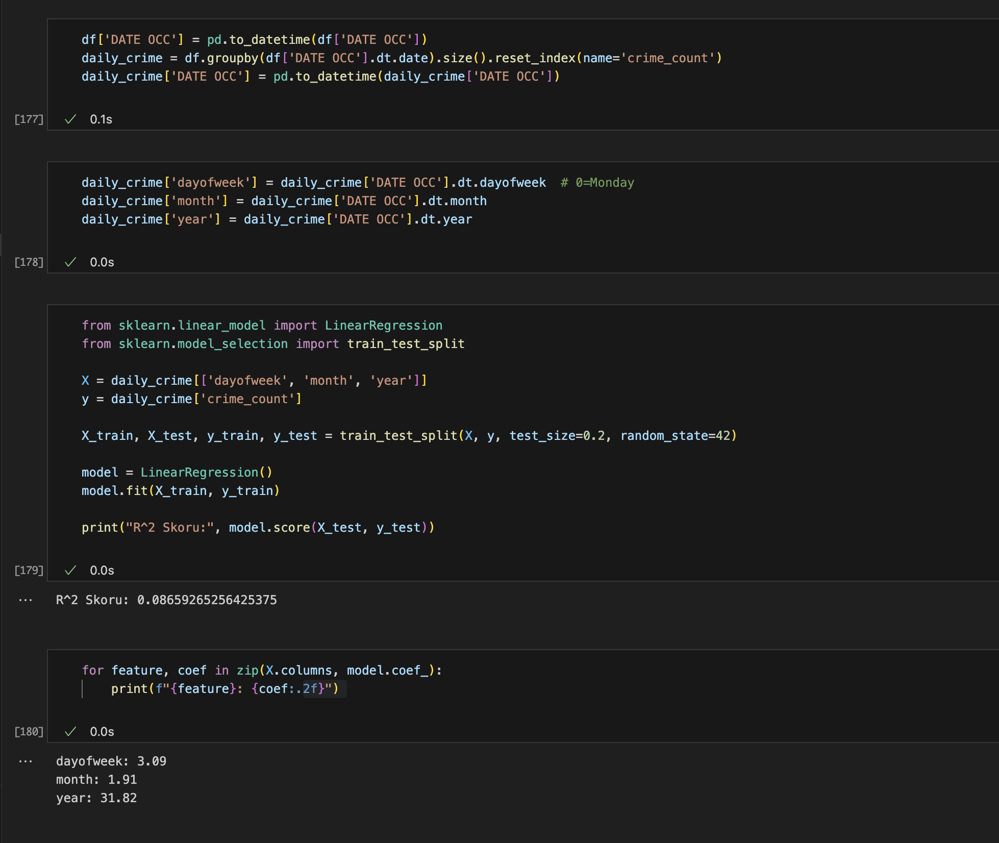 df['DATE OCC'] = pd.to_datetime(df['DATE OCC'])
daily_crime = df.groupby(df['DATE OCC'].dt.date).size().reset_index(name='crime_count')
daily_crime['DATE OCC'] = pd.to_datetime(daily_crime['DATE OCC'])
[177] ✓ 0.1s
daily_crime['dayofweek'] = daily_crime['DATE OCC'].dt.dayofweek  # 0=Monday
daily_crime['month'] = daily_crime['DATE OCC'].dt.month
daily_crime['year'] = daily_crime['DATE OCC'].dt.year
[178] ✓ 0.0s
from sklearn.linear_model import LinearRegression
from sklearn.model_selection import train_test_split
X = daily_crime[['dayofweek', 'month', 'year']]
y = daily_crime['crime_count']
X_train, X_test, y_train, y_test = train_test_split(X, y, test_size=0.2, random_state=42)
model = LinearRegression()
model.fit(X_train, y_train)
print("R^2 Skoru:", model.score(X_test, y_test))
[179] ✓ 0.0s
... R^2 Skoru: 0.08659265256425375
for feature, coef in zip(X.columns, model.coef_):
    print(f"{feature}: {coef:.2f}")
[180] ✓ 0.0s
... dayofweek: 3.09
month: 1.91
year: 31.82